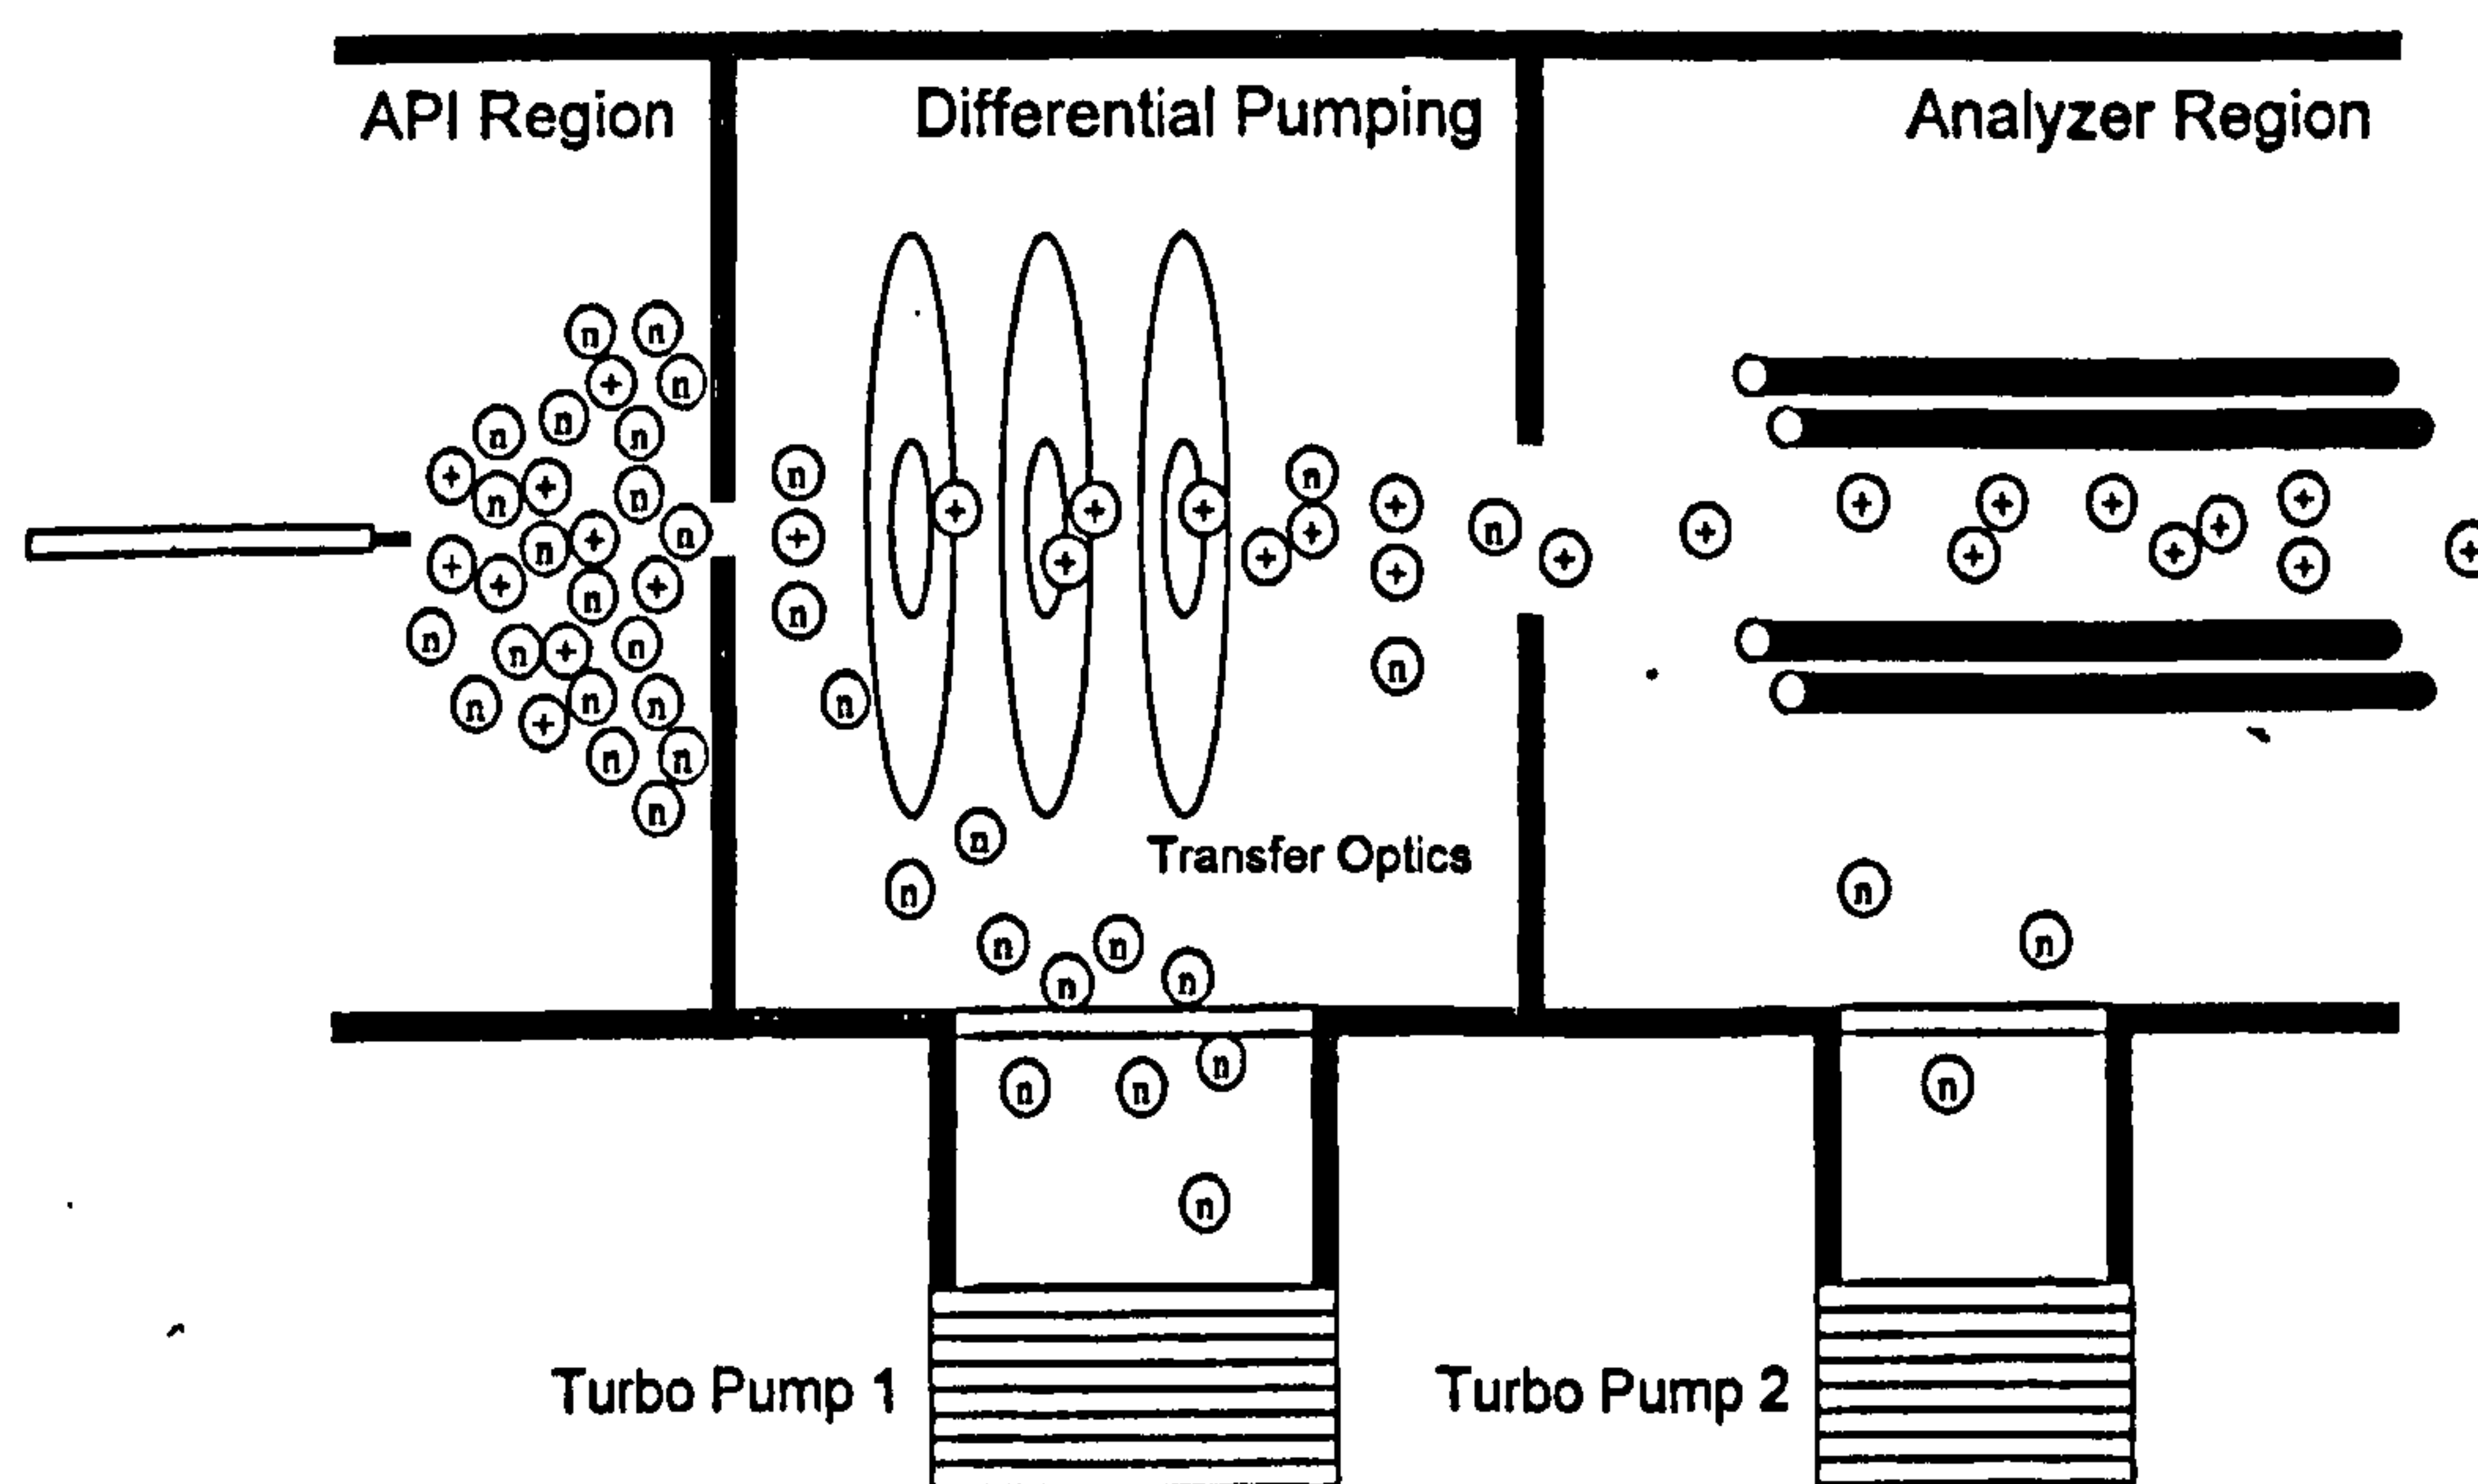 API Region
Differential Pumping
Analyzer Region
n n
+ n
n n n
+ n + n
n + n
+ + n +
n n + n
n + n n
n n
n
n
+
n
n
+ + +
+
n
+ +
+
+
n
n
+
+
+ + + +
+ + +
+
+
n
n
Transfer Optics
n n
n n
n n n
n
n n
n
Turbo Pump 1
Turbo Pump 2